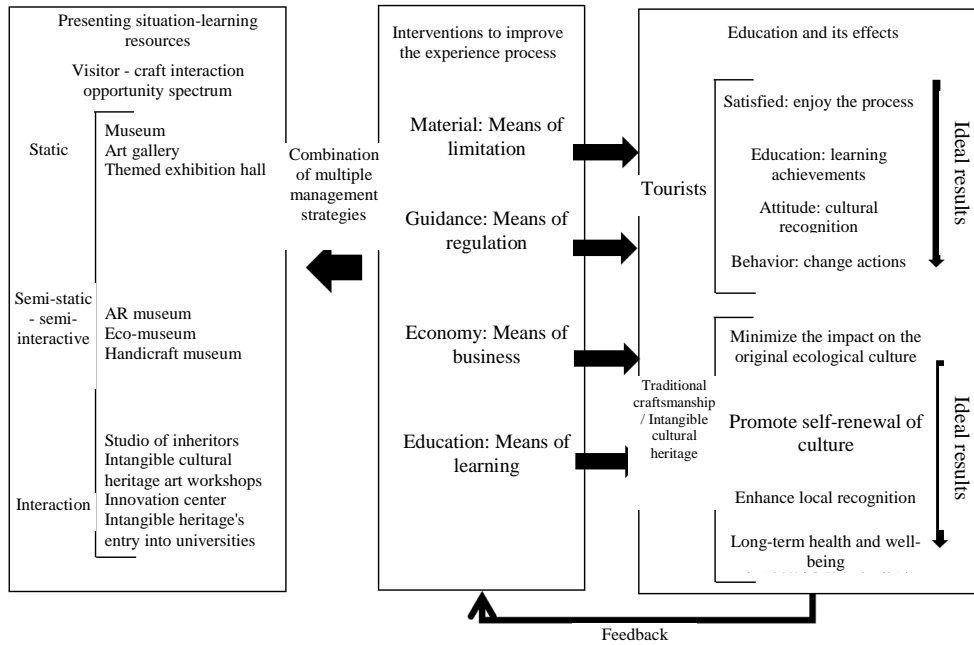 Presenting situation-learning
resources
Visitor - craft interaction
opportunity spectrum
Static
Museum
Art gallery
Themed exhibition hall
Semi-static
- semi-
interactive
AR museum
Eco-museum
Handicraft museum
Interaction
Studio of inheritors
Intangible cultural
heritage art workshops
Innovation center
Intangible heritage's
entry into universities
Combination
of multiple
management
strategies
Interventions to improve
the experience process
Material: Means of
limitation
Guidance: Means of
regulation
Economy: Means of
business
Education: Means of
learning
Education and its effects
Tourists
Satisfied: enjoy the process
Education: learning
achievements
Attitude: cultural
recognition
Behavior: change actions
Ideal results
Traditional
craftsmanship
/ Intangible
cultural
heritage
Minimize the impact on the
original ecological culture
Promote self-renewal of
culture
Enhance local recognition
Long-term health and well-
being
Ideal results
Feedback